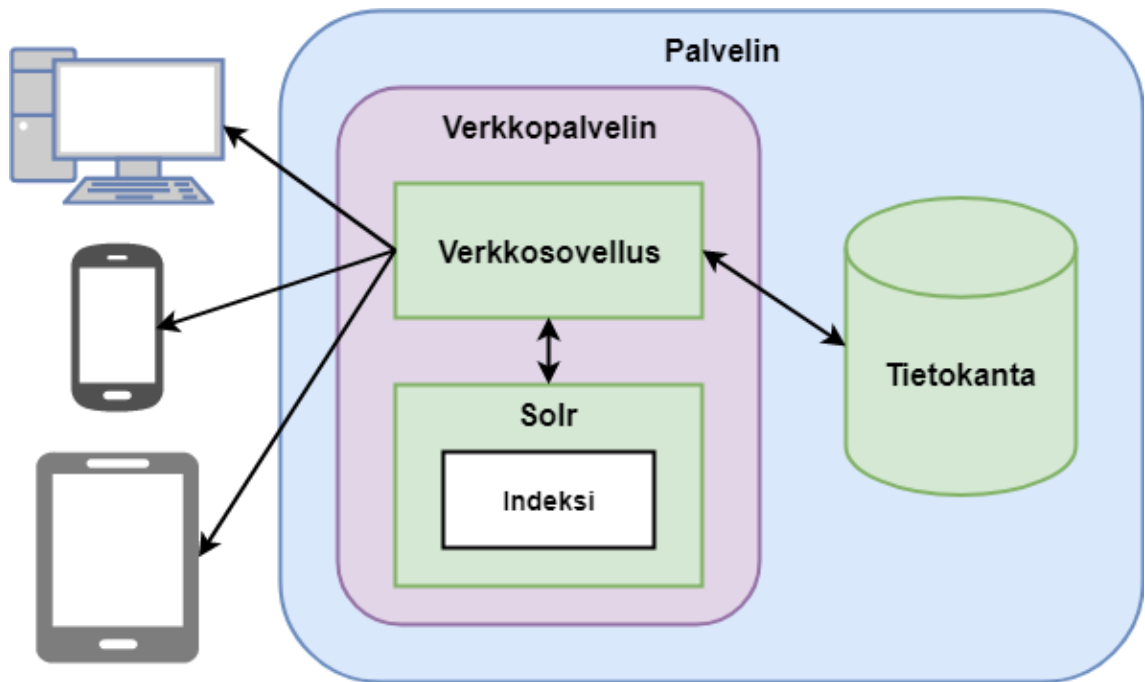 Palvelin
Verkkopalvelin
Verkkosovellus
Tietokanta
Solr
Indeksi